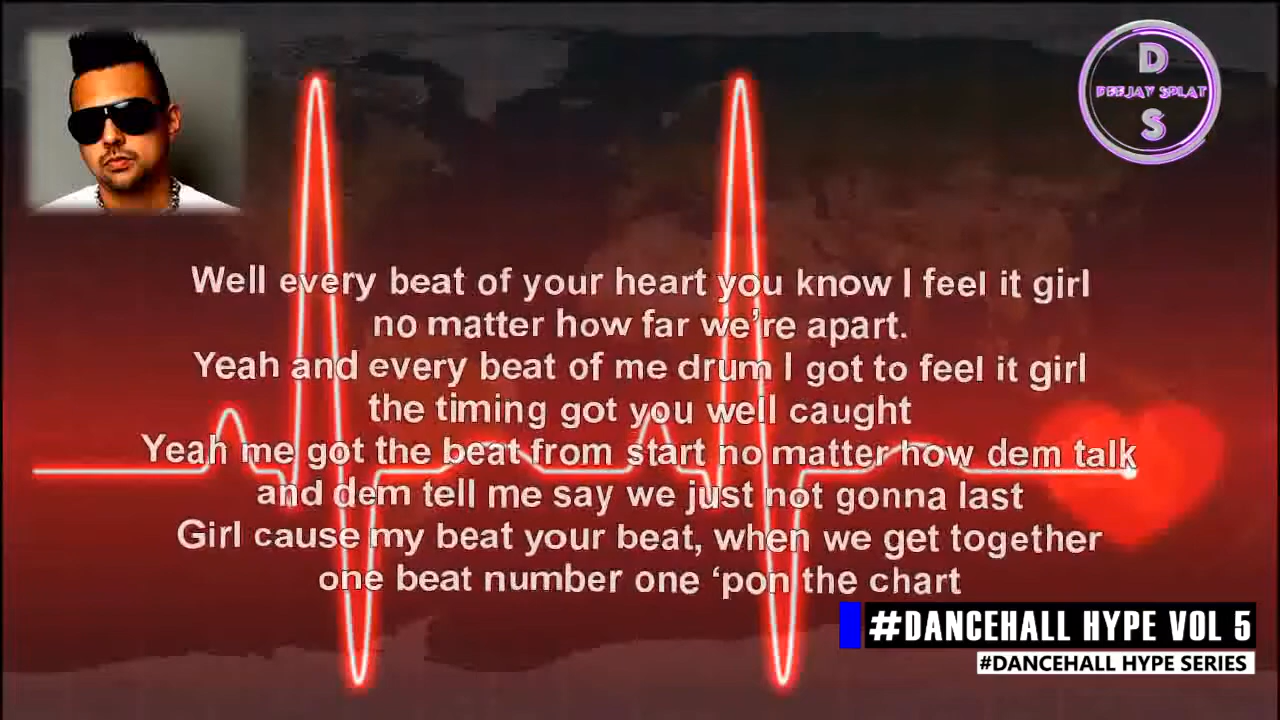 D
DEEJAY SPLAT
S
Well every beat of your heart you know I feel it girl
no matter how far we’re apart.
Yeah and every beat of me drum I got to feel it girl
the timing got you well caught
Yeah me got the beat from start no matter how dem talk
and dem tell me say we just not gonna last
Girl cause my beat your beat, when we get together
one beat number one ‘pon the chart
#DANCEHALL HYPE VOL 5
#DANCEHALL HYPE SERIES